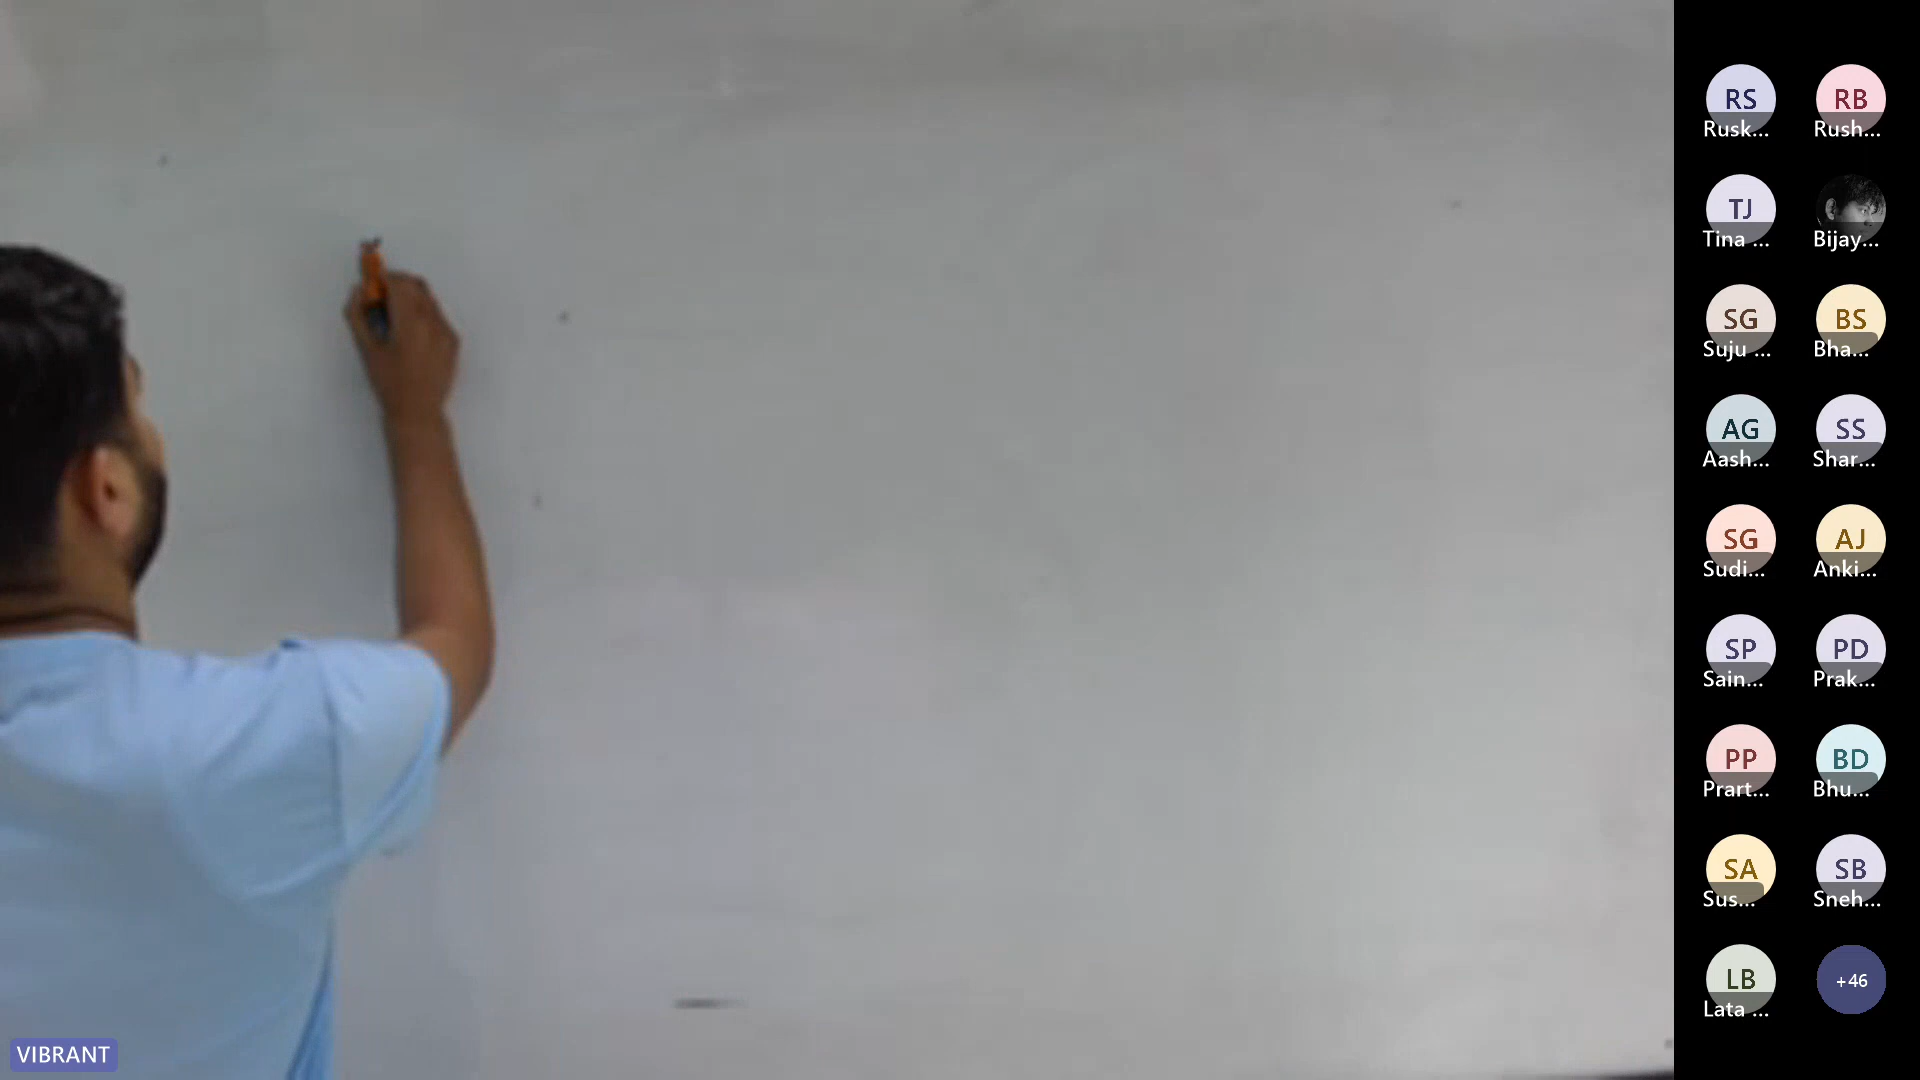 RS RB
Rusk... Rush...
TJ
Tina ... Bijay...
SG BS
Suju ... Bha...
AG SS
Aash... Shar...
SG AJ
Sudi... Anki...
SP PD
Sain... Prak...
PP BD
Prart... Bhu...
SA SB
Sus... Sneh...
LB +46
Lata ...
VIBRANT